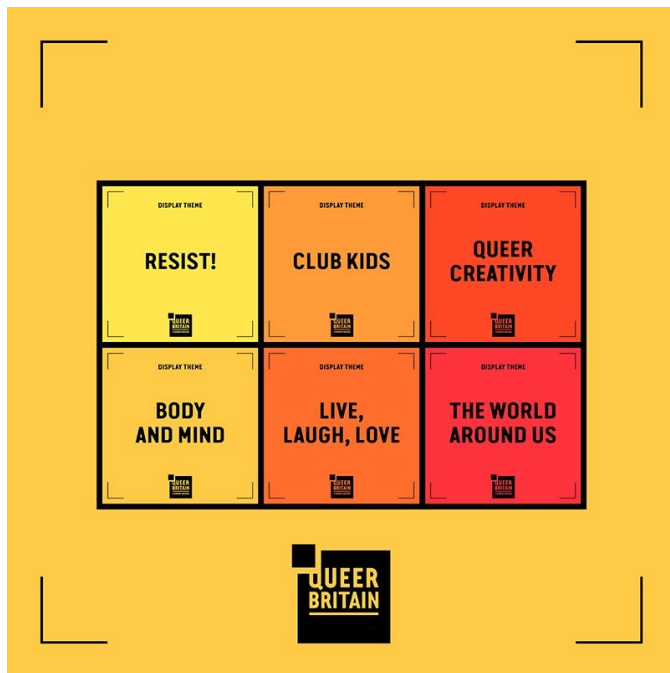 DISPLAY THEME
RESIST!
QUEER
BRITAIN
DISPLAY THEME
CLUB KIDS
QUEER
BRITAIN
DISPLAY THEME
QUEER
CREATIVITY
QUEER
BRITAIN
DISPLAY THEME
BODY
AND MIND
QUEER
BRITAIN
DISPLAY THEME
LIVE,
LAUGH, LOVE
QUEER
BRITAIN
DISPLAY THEME
THE WORLD
AROUND US
QUEER
BRITAIN
QUEER
BRITAIN